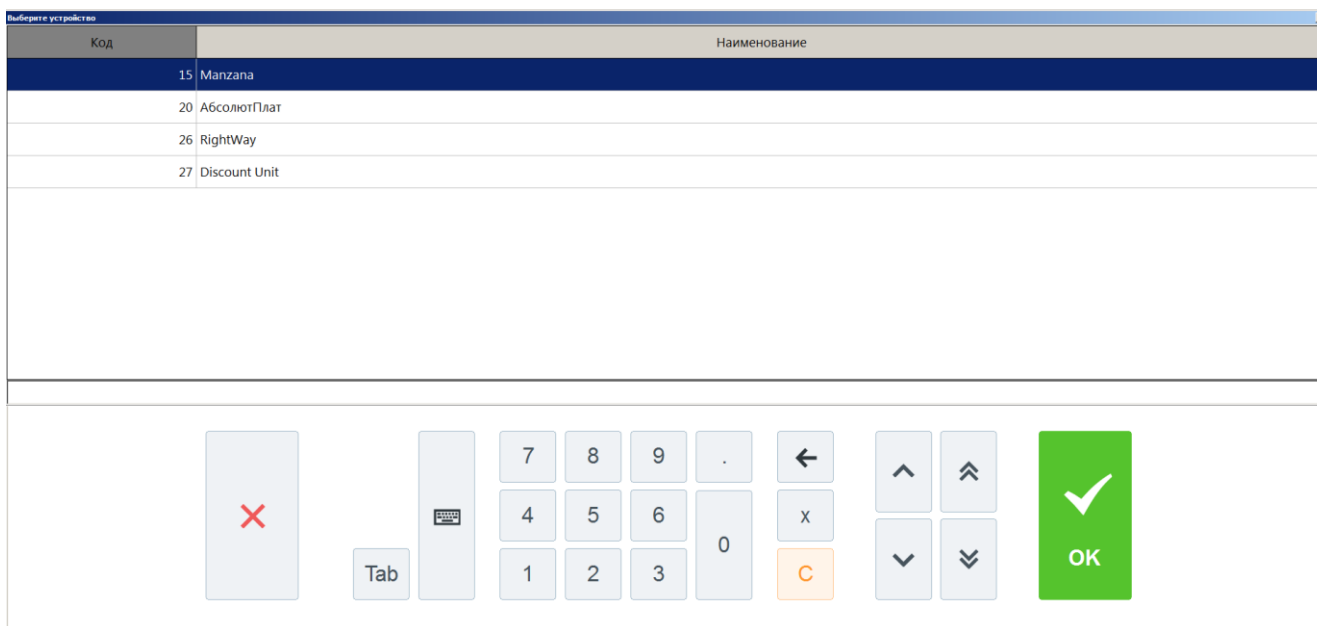 Выберите устройство
Код Наименование
15 Manzana
20 АбсолютПлат
26 RightWay
27 Discount Unit
7 8 9 .
4 5 6 x
0
OK
Tab 1 2 3 C